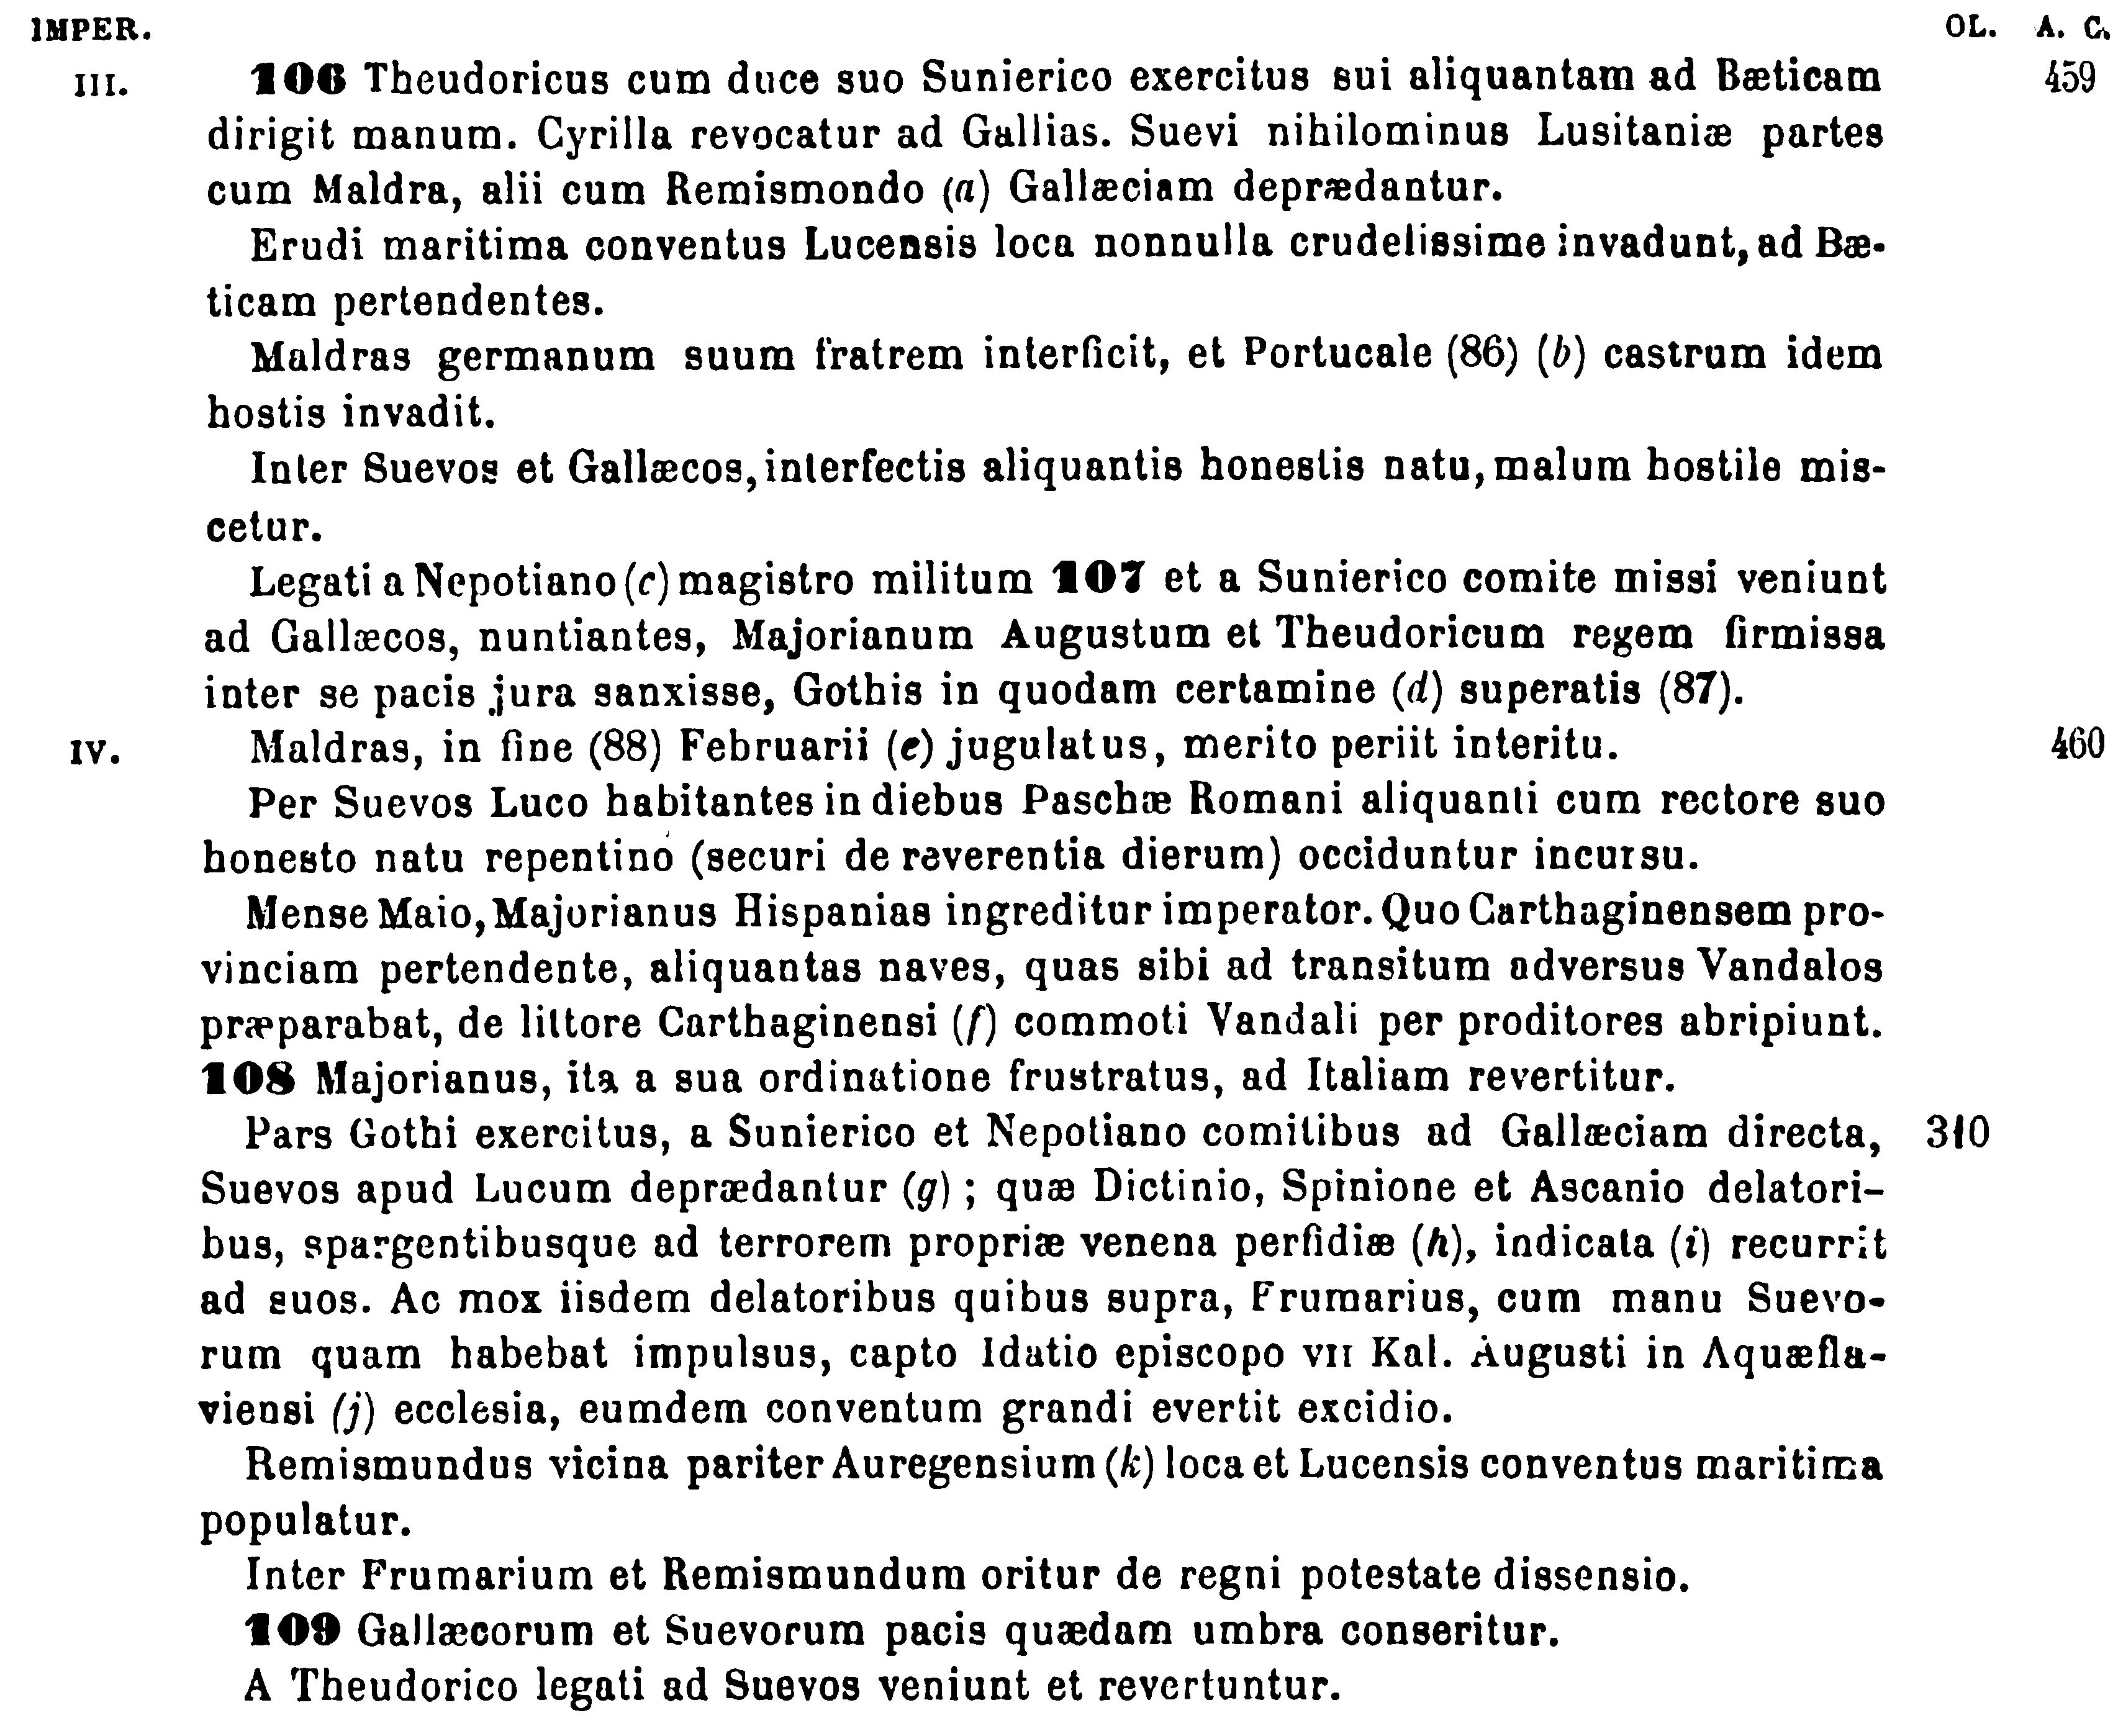 IMPER. OL. A. C.
III. 106 Theudoricus cum duce suo Sunierico exercitus sui aliquantam ad Bæticam 459
dirigit manum. Cyrilla revocatur ad Gallias. Suevi nihilominus Lusitaniæ partes
cum Maldra, alii cum Remismondo (a) Gallæciam deprædantur.
Erudi maritima conventus Lucensis loca nonnulla crudelissime invadunt, ad Bæ-
ticam pertendentes.
Maldras germanum suum fratrem interficit, et Portucale (86) (b) castrum idem
hostis invadit.
Inter Suevos et Gallæcos, interfectis aliquantis honestis natu, malum hostile mis-
cetur.
Legati a Nepotiano (c) magistro militum 107 et a Sunierico comite missi veniunt
ad Gallæcos, nuntiantes, Majorianum Augustum et Theudoricum regem firmissa
inter se pacis jura sanxisse, Gothis in quodam certamine (d) superatis (87).
IV. Maldras, in fine (88) Februarii (e) jugulatus, merito periit interitu. 460
Per Suevos Luco habitantes in diebus Paschæ Romani aliquanti cum rectore suo
honesto natu repentino (securi de reverentia dierum) occiduntur incursu.
Mense Maio, Majorianus Hispanias ingreditur imperator. Quo Carthaginensem pro-
vinciam pertendente, aliquantas naves, quas sibi ad transitum adversus Vandalos
præparabat, de littore Carthaginensi (f) commoti Vandali per proditores abripiunt.
108 Majorianus, ita a sua ordinatione frustratus, ad Italiam revertitur.
Pars Gothi exercitus, a Sunierico et Nepotiano comitibus ad Gallæciam directa, 310
Suevos apud Lucum deprædantur (g) ; quæ Dictinio, Spinione et Ascanio delatori-
bus, spargentibusque ad terrorem propriæ venena perfidiæ (h), indicata (i) recurrit
ad suos. Ac mox iisdem delatoribus quibus supra, Frumarius, cum manu Suevo-
rum quam habebat impulsus, capto Idatio episcopo VII Kal. Augusti in Aquæfla-
viensi (j) ecclesia, eumdem conventum grandi evertit excidio.
Remismundus vicina pariter Auregensium (k) loca et Lucensis conventus maritima
populatur.
Inter Frumarium et Remismundum oritur de regni potestate dissensio.
109 Gallæcorum et Suevorum pacis quædam umbra conseritur.
A Theudorico legati ad Suevos veniunt et revertuntur.